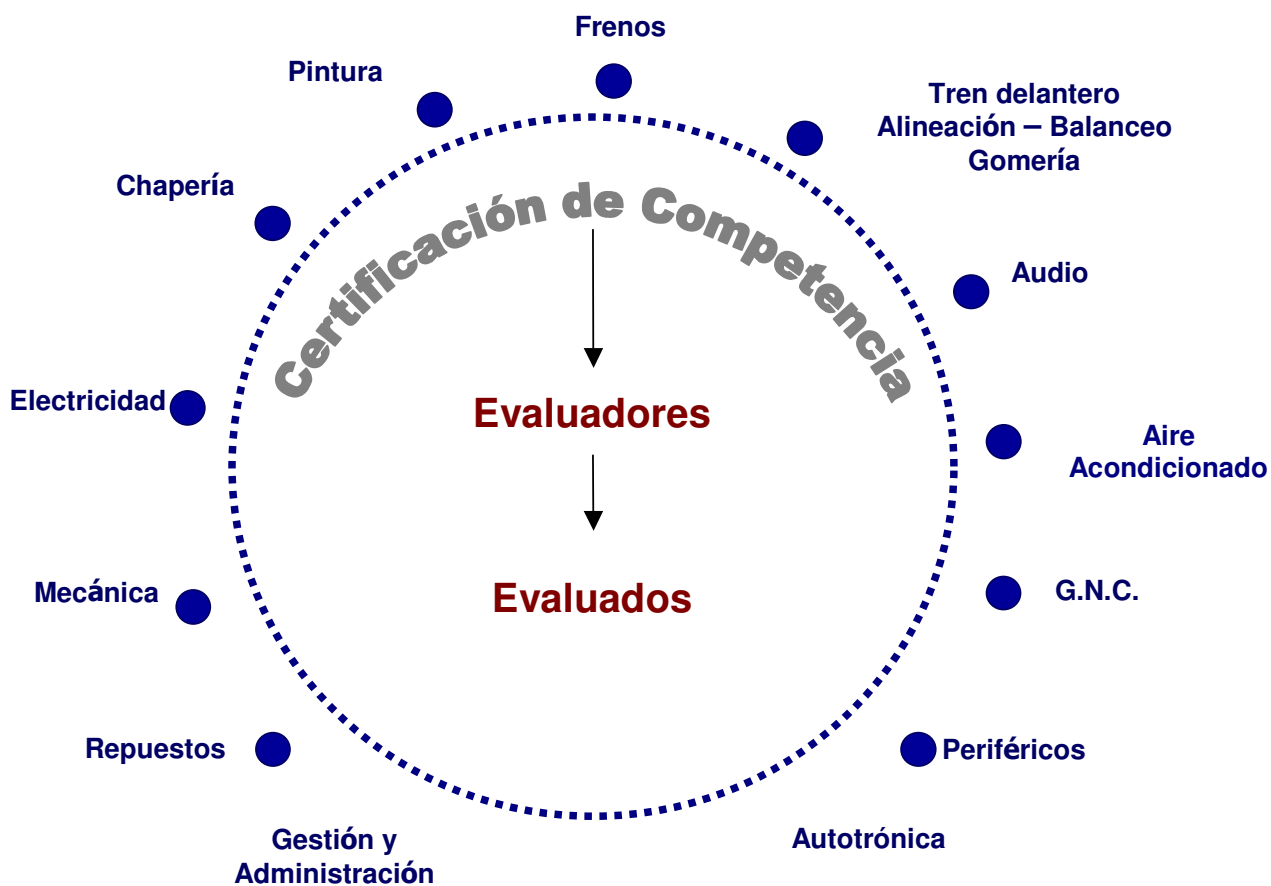 Frenos
Pintura
Tren delantero
Alineación – Balanceo
Gomería
Chapería
Certificación de Competencia
Audio
Electricidad
Evaluadores
Aire
Acondicionado
Mecánica
Evaluados
G.N.C.
Repuestos
Periféricos
Gestión y
Administración
Autotrónica